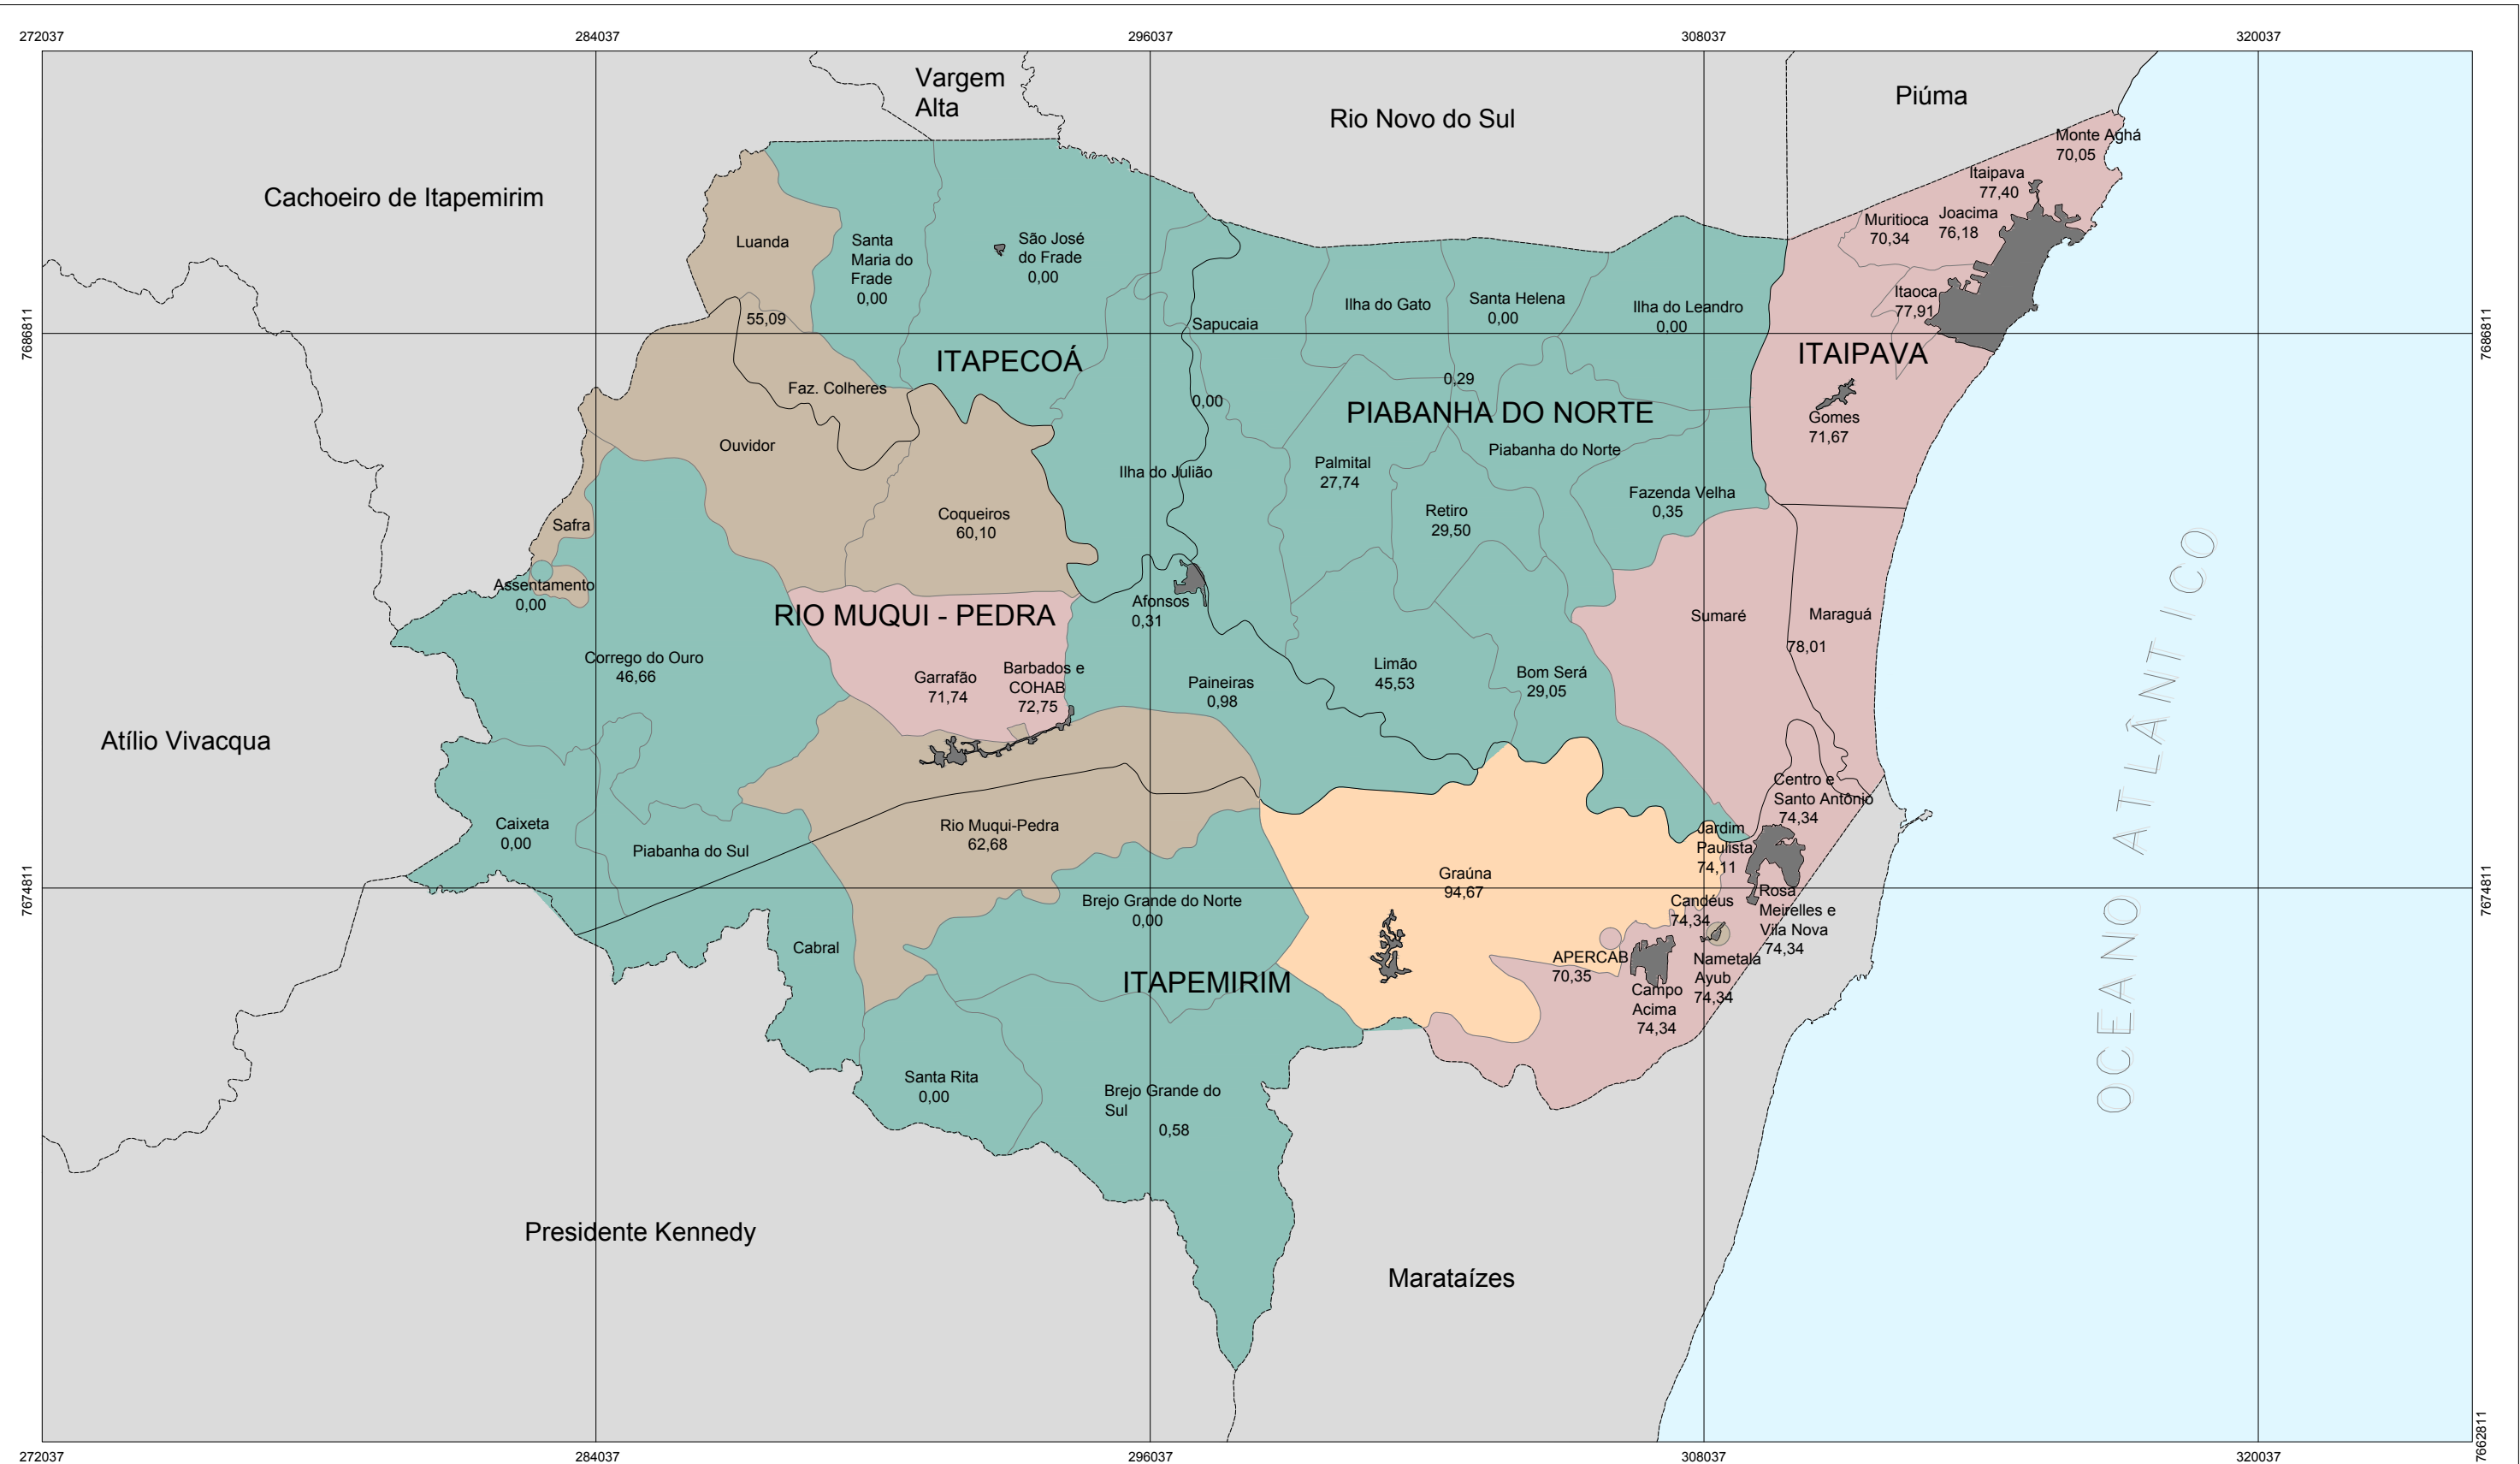 272037
284037
296037
308037
320037
Vargem
Alta
Piúma
Rio Novo do Sul
Monte Aghá
70,05
Itaipava
77,40
Cachoeiro de Itapemirim
Muritioca
70,34
Joacima
76,18
Luanda
Santa
Maria do
Frade
0,00
São José
do Frade
0,00
Itaoca
77,91
Ilha do Gato
Santa Helena
0,00
Ilha do Leandro
0,00
55,09
Sapucaia
7686811
7686811
ITAPECOÁ
ITAIPAVA
Faz. Colheres
0,29
0,00
PIABANHA DO NORTE
Gomes
71,67
Ouvidor
Piabanha do Norte
Ilha do Julião
Palmital
27,74
Fazenda Velha
0,35
Coqueiros
60,10
Retiro
29,50
Safra
Assentamento
0,00
Afonsos
0,31
RIO MUQUI - PEDRA
Sumaré
Maraguá
78,01
Corrego do Ouro
46,66
Garrafão
71,74
Barbados e
COHAB
72,75
Paineiras
0,98
Limão
45,53
Bom Será
29,05
Atílio Vivacqua
OCEANO ATLÂNTICO
Centro e
Santo Antônio
74,34
Caixeta
0,00
Piabanha do Sul
Rio Muqui-Pedra
62,68
Jardim
Paulista
74,11
Graúna
94,67
7674811
7674811
Brejo Grande do Norte
0,00
Candéus
74,34
Rosa
Meirelles e
Vila Nova
74,34
Cabral
APERCAB
70,35
Nametala
Ayub
74,34
ITAPEMIRIM
Campo
Acima
74,34
Santa Rita
0,00
Brejo Grande do
Sul
0,58
Presidente Kennedy
Marataízes
7662811
272037
284037
296037
308037
320037